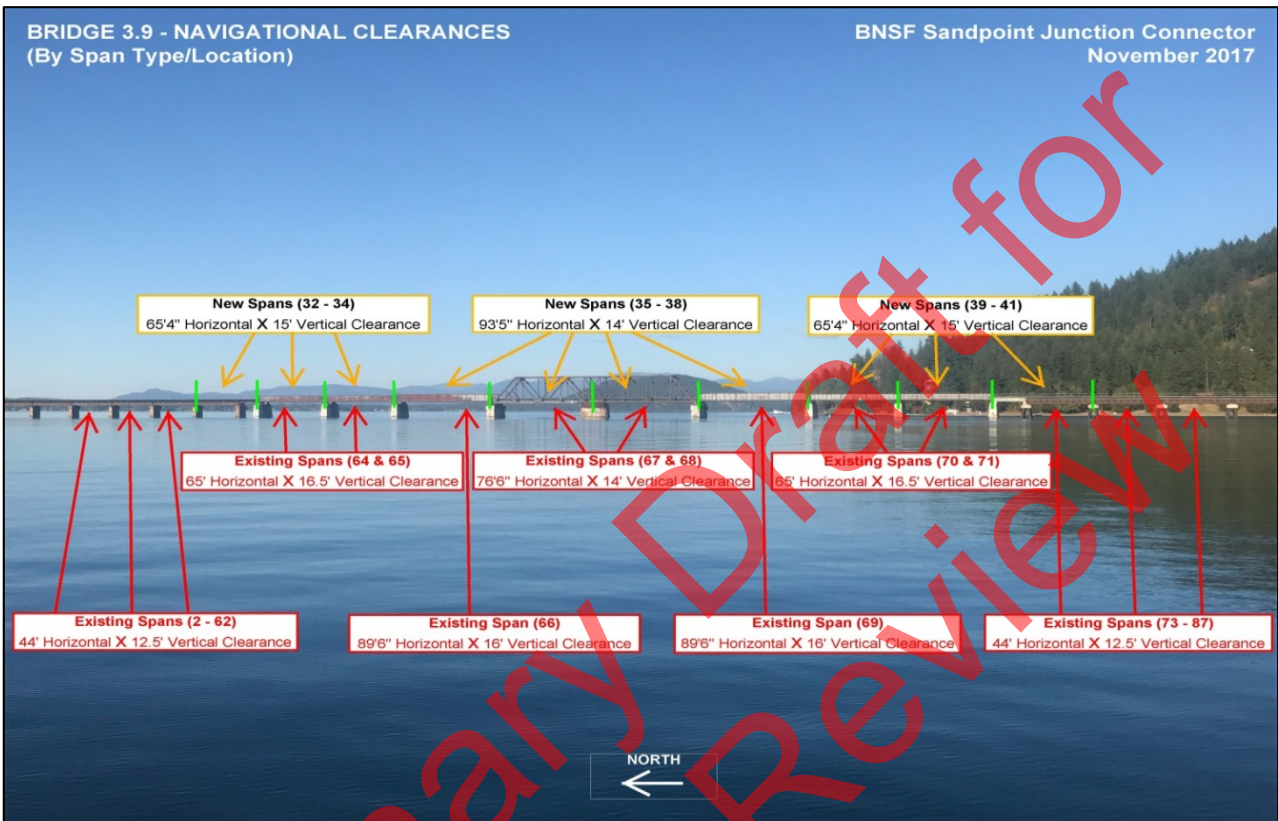 BRIDGE 3.9 - NAVIGATIONAL CLEARANCES
(By Span Type/Location)
BNSF Sandpoint Junction Connector
November 2017
New Spans (32 - 34)
65'4" Horizontal X 15' Vertical Clearance
New Spans (35 - 38)
93'5" Horizontal X 14' Vertical Clearance
New Spans (39 - 41)
65'4" Horizontal X 15' Vertical Clearance
Existing Spans (64 & 65)
65' Horizontal X 16.5' Vertical Clearance
Existing Spans (67 & 68)
76'6" Horizontal X 14' Vertical Clearance
Existing Spans (70 & 71)
65' Horizontal X 16.5' Vertical Clearance
Existing Spans (2 - 62)
44' Horizontal X 12.5' Vertical Clearance
Existing Span (66)
89'6" Horizontal X 16' Vertical Clearance
Existing Span (69)
89'6" Horizontal X 16' Vertical Clearance
Existing Spans (73 - 87)
44' Horizontal X 12.5' Vertical Clearance
NORTH
mary Draft for
Review